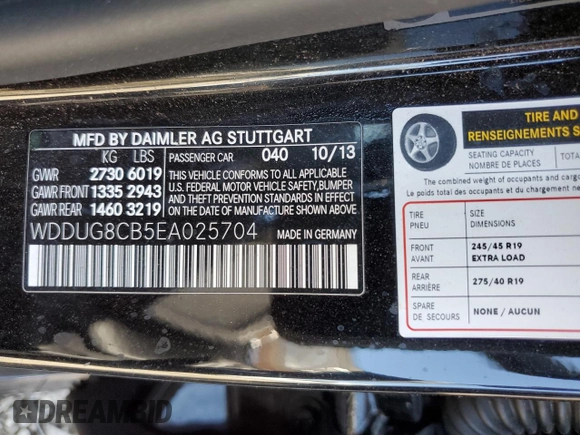 MFD BY DAIMLER AG STUTTGART
KG LBS PASSENGER CAR 040 10/13
GVWR 2730 6019
GAWR FRONT 1335 2943
GAWR REAR 1460 3219
THIS VEHICLE CONFORMS TO ALL APPLICABLE
U.S. FEDERAL MOTOR VEHICLE SAFETY, BUMPER
AND THEFT PREVENTION STANDARDS IN EFFECT
ON THE DATE OF MANUFACTURE SHOWN ABOVE.
WDDUG8CB5EA025704 MADE IN GERMANY
TIRE AND
RENSEIGNEMENTS S
SEATING CAPACITY
NOMBRE DE PLACES
The combined weight of occupants and cargo
Le poids total des occupants et du chargement
TIRE SIZE
PNEU DIMENSIONS
FRONT 245/45 R19
AVANT EXTRA LOAD
REAR 275/40 R19
ARRIÈRE
SPARE NONE / AUCUN
DE SECOURS
DREAMBID